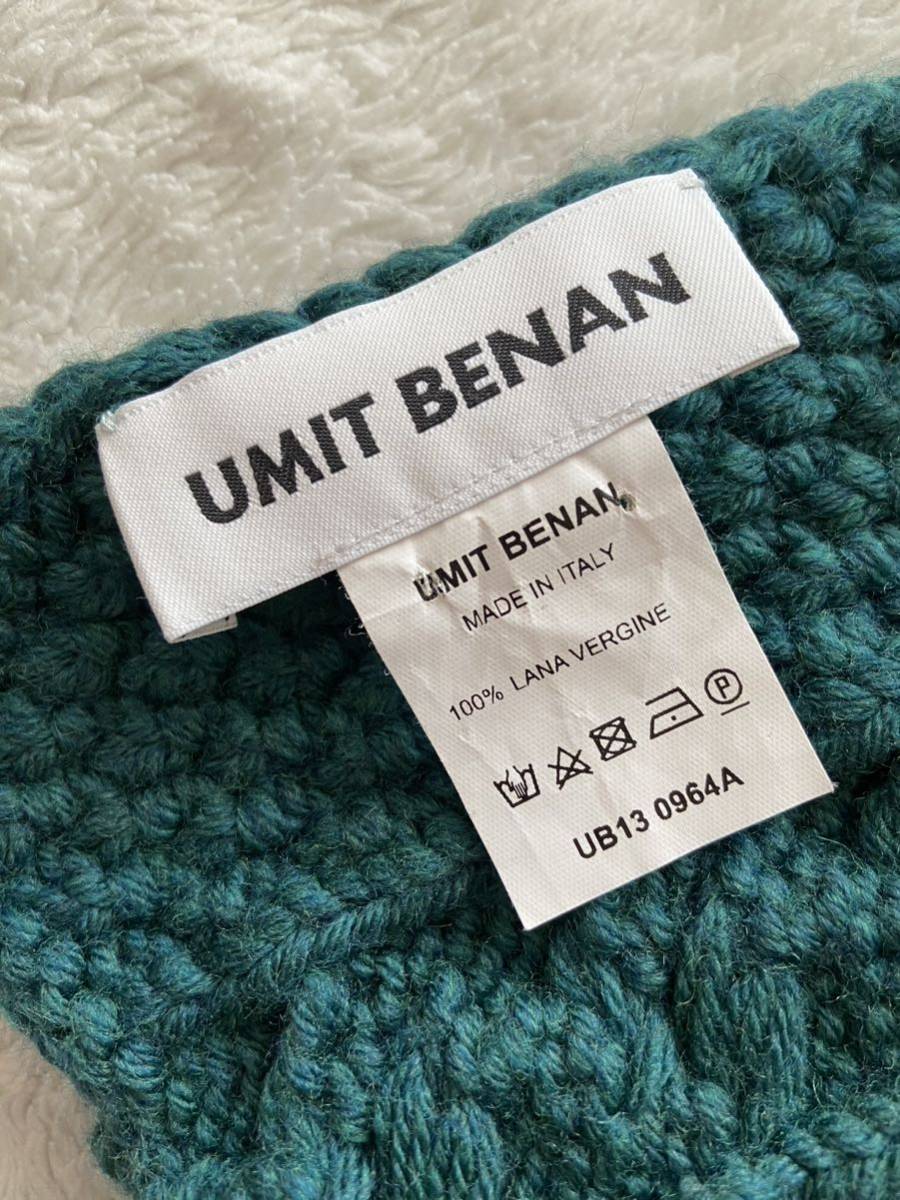 UMIT BENAN
UMIT BENAN
MADE IN ITALY
100% LANA VERGINE
P
UB13 0964A